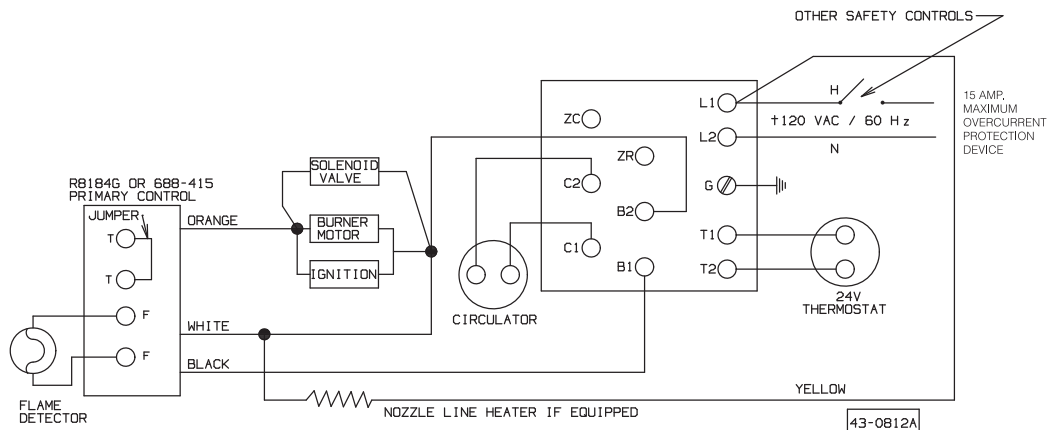 OTHER SAFETY CONTROLS
L1
H
†120 VAC / 60 Hz
15 AMP,
MAXIMUM
OVERCURRENT
PROTECTION
DEVICE
ZC
L2
N
ZR
SOLENOID
VALVE
C2
G
R8184G OR 688-415
PRIMARY CONTROL
JUMPER
ORANGE
BURNER
MOTOR
B2
T
T1
C1
IGNITION
B1
T2
T
24V
THERMOSTAT
F
CIRCULATOR
WHITE
F
BLACK
YELLOW
FLAME
DETECTOR
NOZZLE LINE HEATER IF EQUIPPED
43-0812A